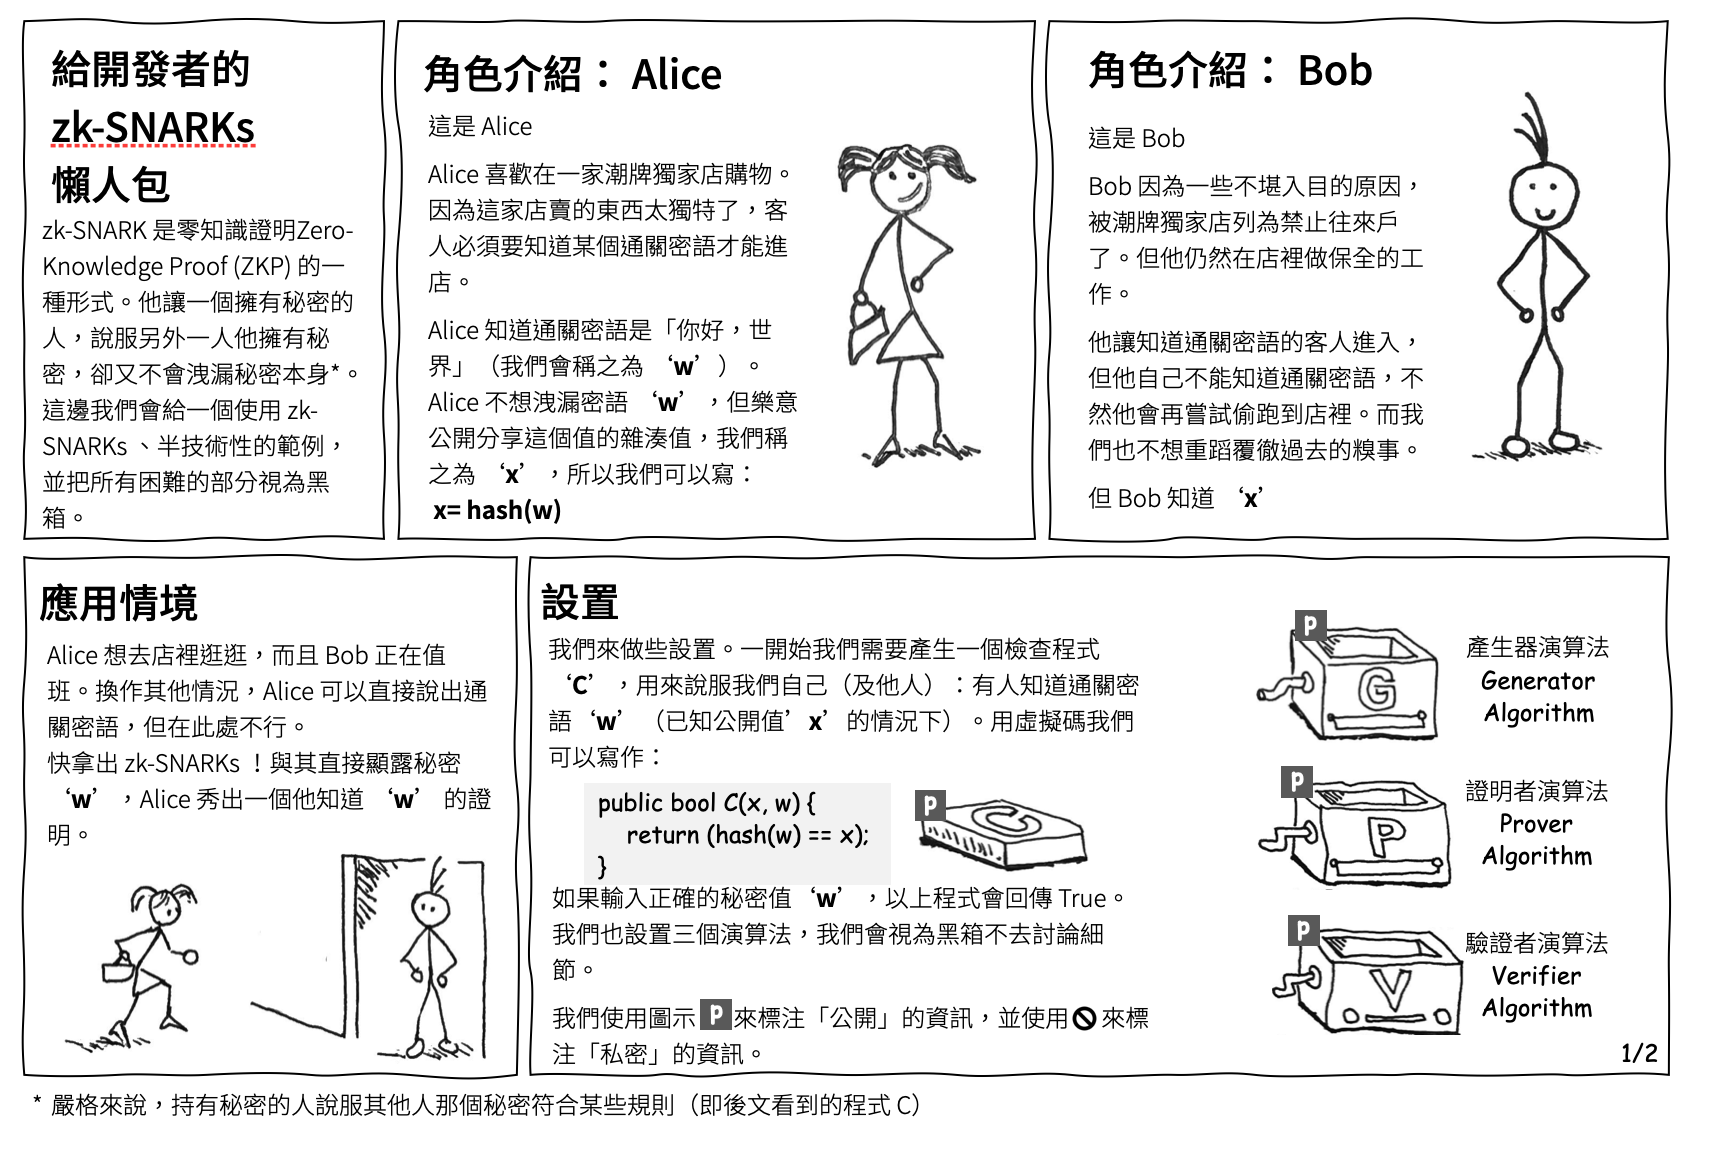 給開發者的
zk-SNARKs
懶人包
zk-SNARK 是零知識證明Zero-
Knowledge Proof (ZKP) 的一
種形式。他讓一個擁有秘密的
人，說服另外一人他擁有秘
密，卻又不會洩漏秘密本身*。
這邊我們會給一個使用 zk-
SNARKs 、半技術性的範例，
並把所有困難的部分視為黑
箱。
角色介紹： Alice
這是 Alice
Alice 喜歡在一家潮牌獨家店購物。
因為這家店賣的東西太獨特了，客
人必須要知道某個通關密語才能進
店。
Alice 知道通關密語是「你好，世
界」（我們會稱之為 ‘w’ ）。
Alice 不想洩漏密語 ‘w’ ，但樂意
公開分享這個值的雜湊值，我們稱
之為 ‘x’ ，所以我們可以寫：
x= hash(w)
角色介紹： Bob
這是 Bob
Bob 因為一些不堪入目的原因，
被潮牌獨家店列為禁止往來戶
了。但他仍然在店裡做保全的工
作。
他讓知道通關密語的客人進入，
但他自己不能知道通關密語，不
然他會再嘗試偷跑到店裡。而我
們也不想重蹈覆徹過去的糗事。
但 Bob 知道 ‘x’
應用情境
Alice 想去店裡逛逛，而且 Bob 正在值
班。換作其他情況，Alice 可以直接說出通
關密語，但在此處不行。
快拿出 zk-SNARKs ！與其直接顯露秘密
‘w’ ，Alice 秀出一個他知道 ‘w’ 的證
明。
設置
我們來做些設置。一開始我們需要產生一個檢查程式
‘C’ ，用來說服我們自己（及他人）：有人知道通關密
語‘w’ （已知公開值’x’的情況下）。用虛擬碼我們
可以寫作：
public bool C(x, w) {
return (hash(w) == x);
}
p
C
如果輸入正確的秘密值 ‘w’ ，以上程式會回傳 True。
我們也設置三個演算法，我們會視為黑箱不去討論細
節。
我們使用圖示 p 來標注「公開」的資訊，並使用 來標
注「私密」的資訊。
p
G
產生器演算法
Generator
Algorithm
p
P
證明者演算法
Prover
Algorithm
p
V
驗證者演算法
Verifier
Algorithm
1/2
* 嚴格來說，持有秘密的人說服其他人那個秘密符合某些規則（即後文看到的程式 C）